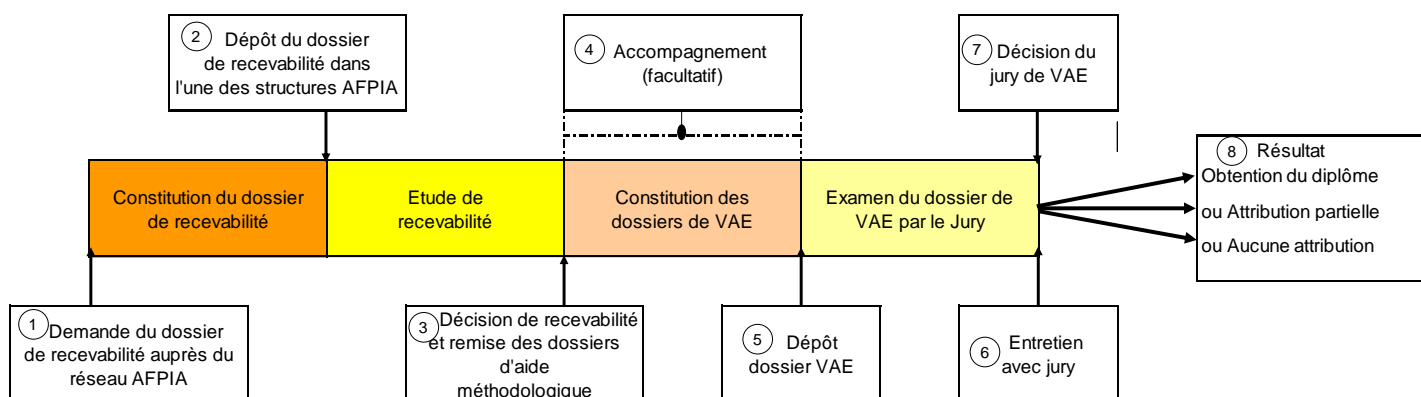 2 Dépôt du dossier
de recevabilité dans
l'une des structures AFPIA
4 Accompagnement
(facultatif)
7 Décision du
jury de VAE
Constitution du dossier
de recevabilité
Etude de
recevabilité
Constitution des
dossiers de VAE
Examen du dossier de
VAE par le Jury
8 Résultat
Obtention du diplôme
ou Attribution partielle
ou Aucune attribution
1 Demande du dossier
de recevabilité auprès du
réseau AFPIA
3 Décision de recevabilité
et remise des dossiers
d'aide
méthodologique
5 Dépôt
dossier VAE
6 Entretien
avec jury